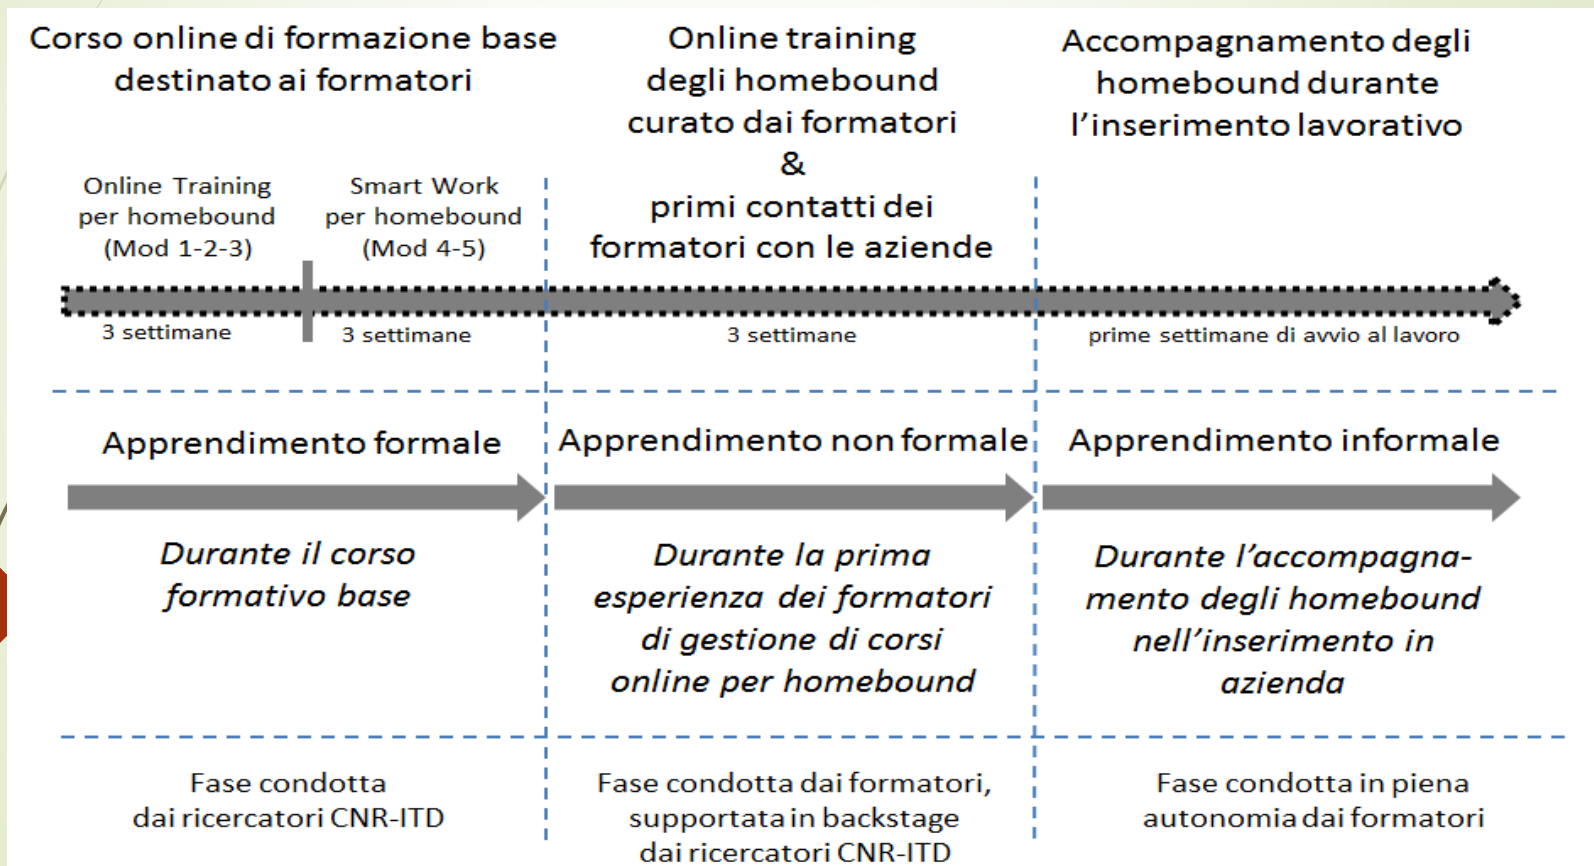 Corso online di formazione base
destinato ai formatori
Online training
degli homebound
curato dai formatori
&
primi contatti dei
formatori con le aziende
Accompagnamento degli
homebound durante
l’inserimento lavorativo
Online Training
per homebound
(Mod 1-2-3)
Smart Work
per homebound
(Mod 4-5)
3 settimane
3 settimane
3 settimane
prime settimane di avvio al lavoro
Apprendimento formale
Apprendimento non formale
Apprendimento informale
Durante il corso
formativo base
Durante la prima
esperienza dei formatori
di gestione di corsi
online per homebound
Durante l’accompagna-
mento degli homebound
nell’inserimento in
azienda
Fase condotta
dai ricercatori CNR-ITD
Fase condotta dai formatori,
supportata in backstage
dai ricercatori CNR-ITD
Fase condotta in piena
autonomia dai formatori